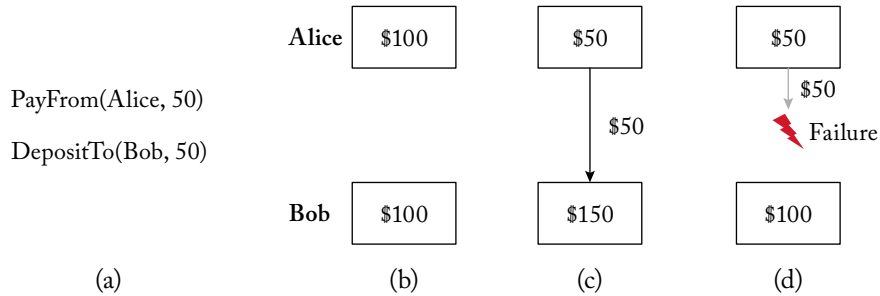 Alice $100 $50 $50
$50
PayFrom(Alice, 50)
$50 Failure
DepositTo(Bob, 50)
Bob $100 $150 $100
(a) (b) (c) (d)